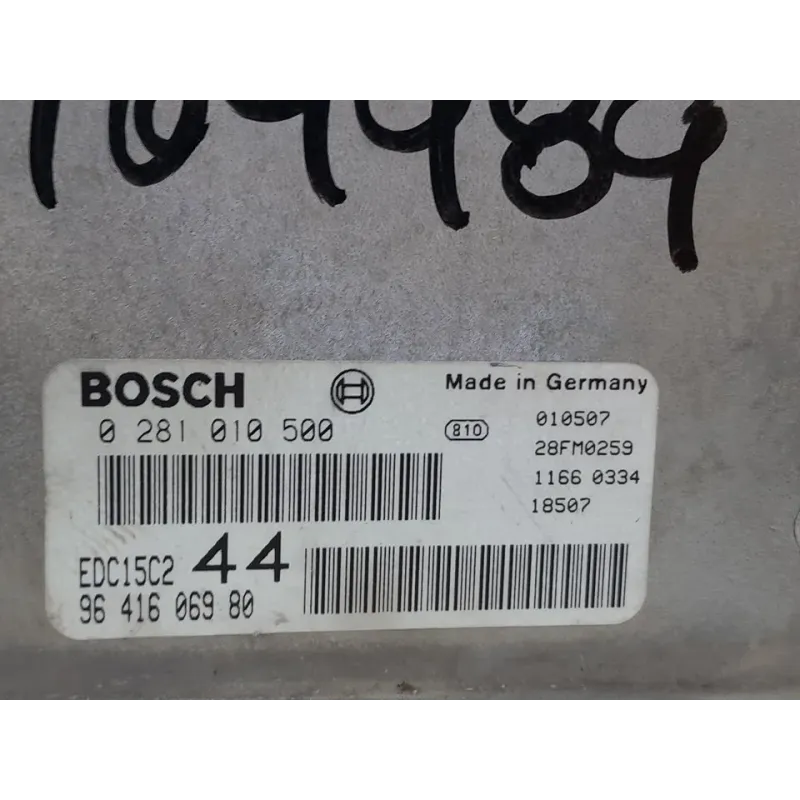 BOSCH
Made in Germany
0 281 010 500
810
010507
28FM0259
1166 0334
18507
EDC15C2 44
96 416 069 80